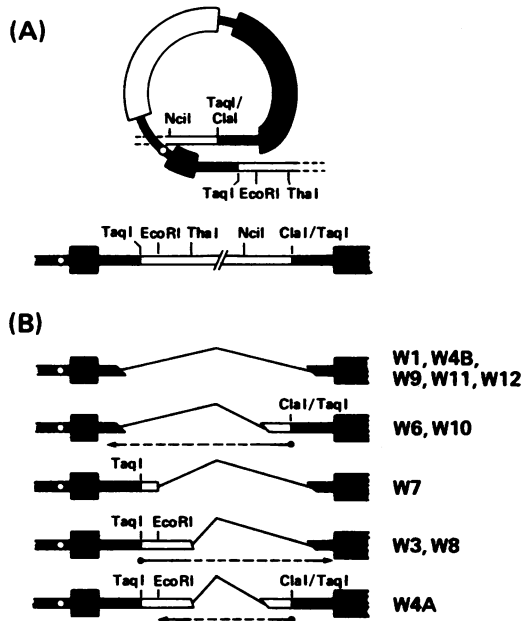 (A)
NciI
TaqI/
ClaI
TaqI EcoRI ThaI
TaqI EcoRI ThaI NciI ClaI/TaqI
(B)
W1, W4B,
W9, W11, W12
ClaI/TaqI
W6, W10
TaqI
W7
TaqI EcoRI
W3, W8
TaqI EcoRI ClaI/TaqI
W4A